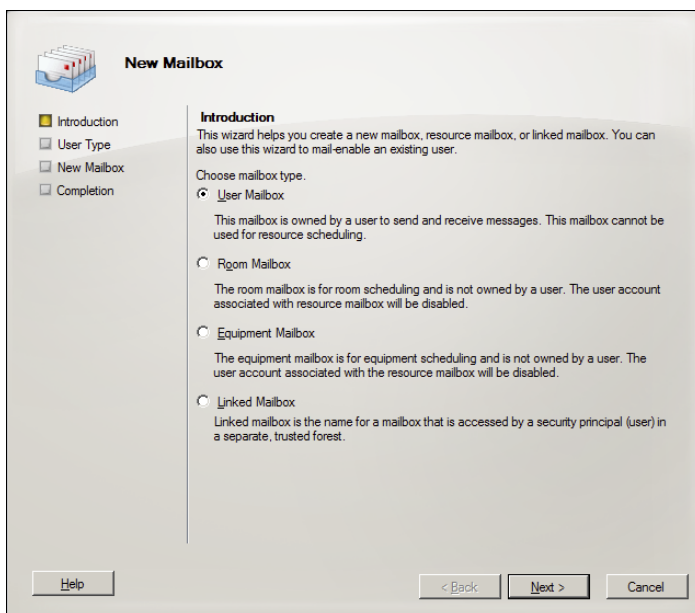 New Mailbox
Introduction
User Type
New Mailbox
Completion
Introduction
This wizard helps you create a new mailbox, resource mailbox, or linked mailbox. You can
also use this wizard to mail-enable an existing user.
Choose mailbox type.
User Mailbox
This mailbox is owned by a user to send and receive messages. This mailbox cannot be
used for resource scheduling.
Room Mailbox
The room mailbox is for room scheduling and is not owned by a user. The user account
associated with resource mailbox will be disabled.
Equipment Mailbox
The equipment mailbox is for equipment scheduling and is not owned by a user. The
user account associated with the resource mailbox will be disabled.
Linked Mailbox
Linked mailbox is the name for a mailbox that is accessed by a security principal (user) in
a separate, trusted forest.
Help
< Back
Next >
Cancel